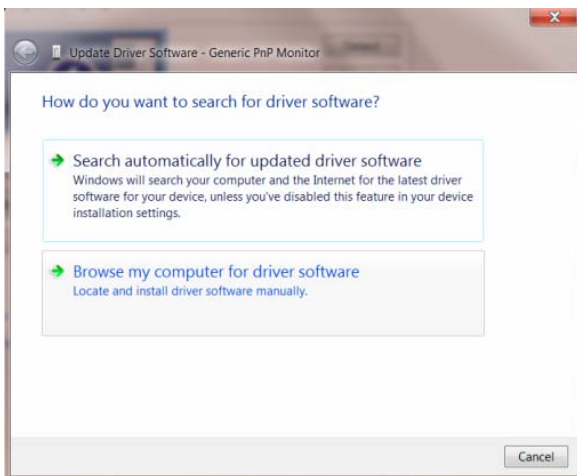 Update Driver Software - Generic PnP Monitor
How do you want to search for driver software?
Search automatically for updated driver software
Windows will search your computer and the Internet for the latest driver
software for your device, unless you've disabled this feature in your device
installation settings.
Browse my computer for driver software
Locate and install driver software manually.
Cancel